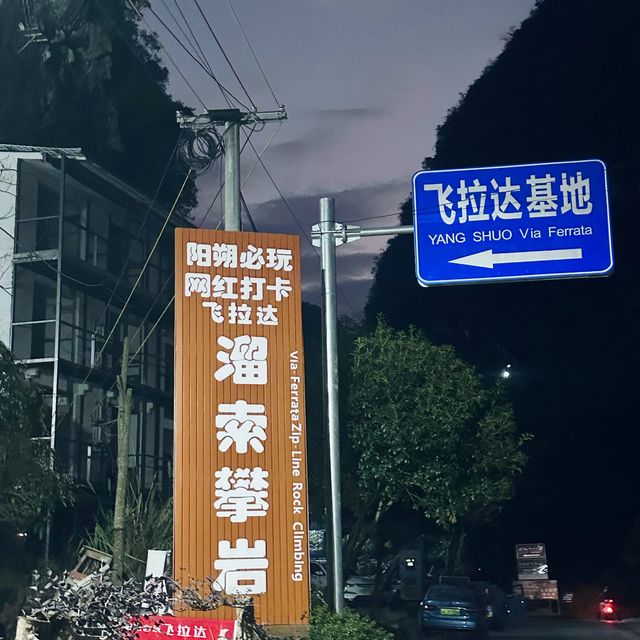 飞拉达基地
YANG SHUO Via Ferrata
阳朔必玩
网红打卡
飞拉达
溜索攀岩
Via-Ferrata Zip-Line Rock Climbing
飞拉达